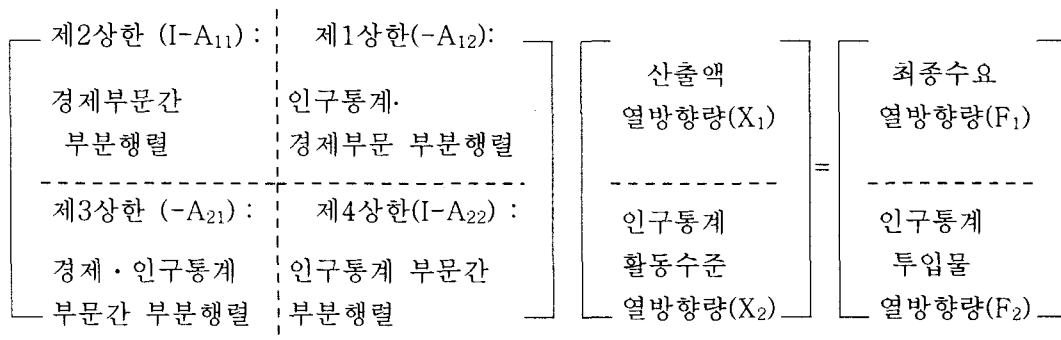 제2상한 (I-A₁₁) : 제1상한(-A₁₂):
산출액 최종수요
경제부문간 인구통계·
열방향량(X₁) 열방향량(F₁)
부분행렬 경제부문 부분행렬
=
제3상한 (-A₂₁) : 제4상한(I-A₂₂) :
인구통계 인구통계
경제·인구통계 인구통계 부문간
활동수준 투입물
부문간 부분행렬 부분행렬
열방향량(X₂) 열방향량(F₂)